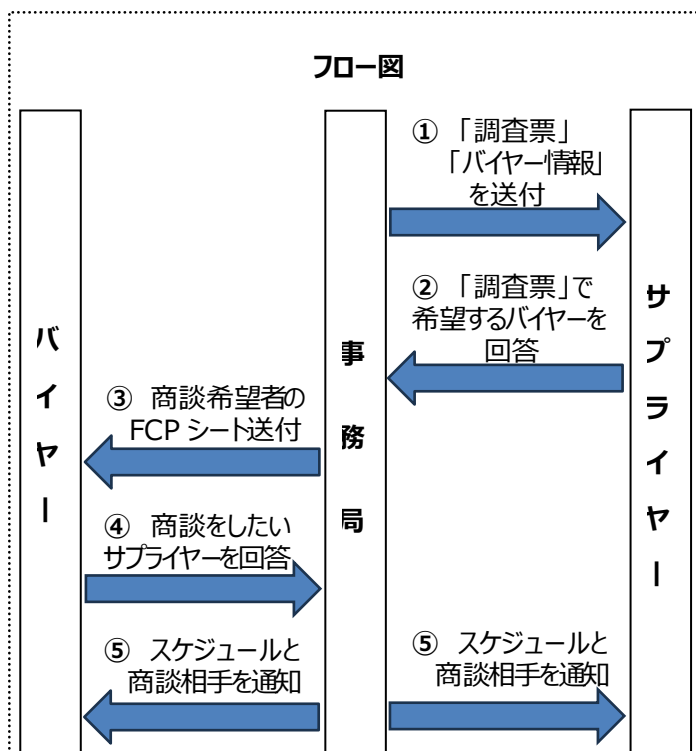 フロー図
① 「調査票」
「バイヤー情報」
を送付
② 「調査票」で
希望するバイヤーを
回答
③ 商談希望者の
FCP シート送付
④ 商談をしたい
サプライヤーを回答
⑤ スケジュールと
商談相手を通知
⑤ スケジュールと
商談相手を通知
バイヤー
事務局
サプライヤー